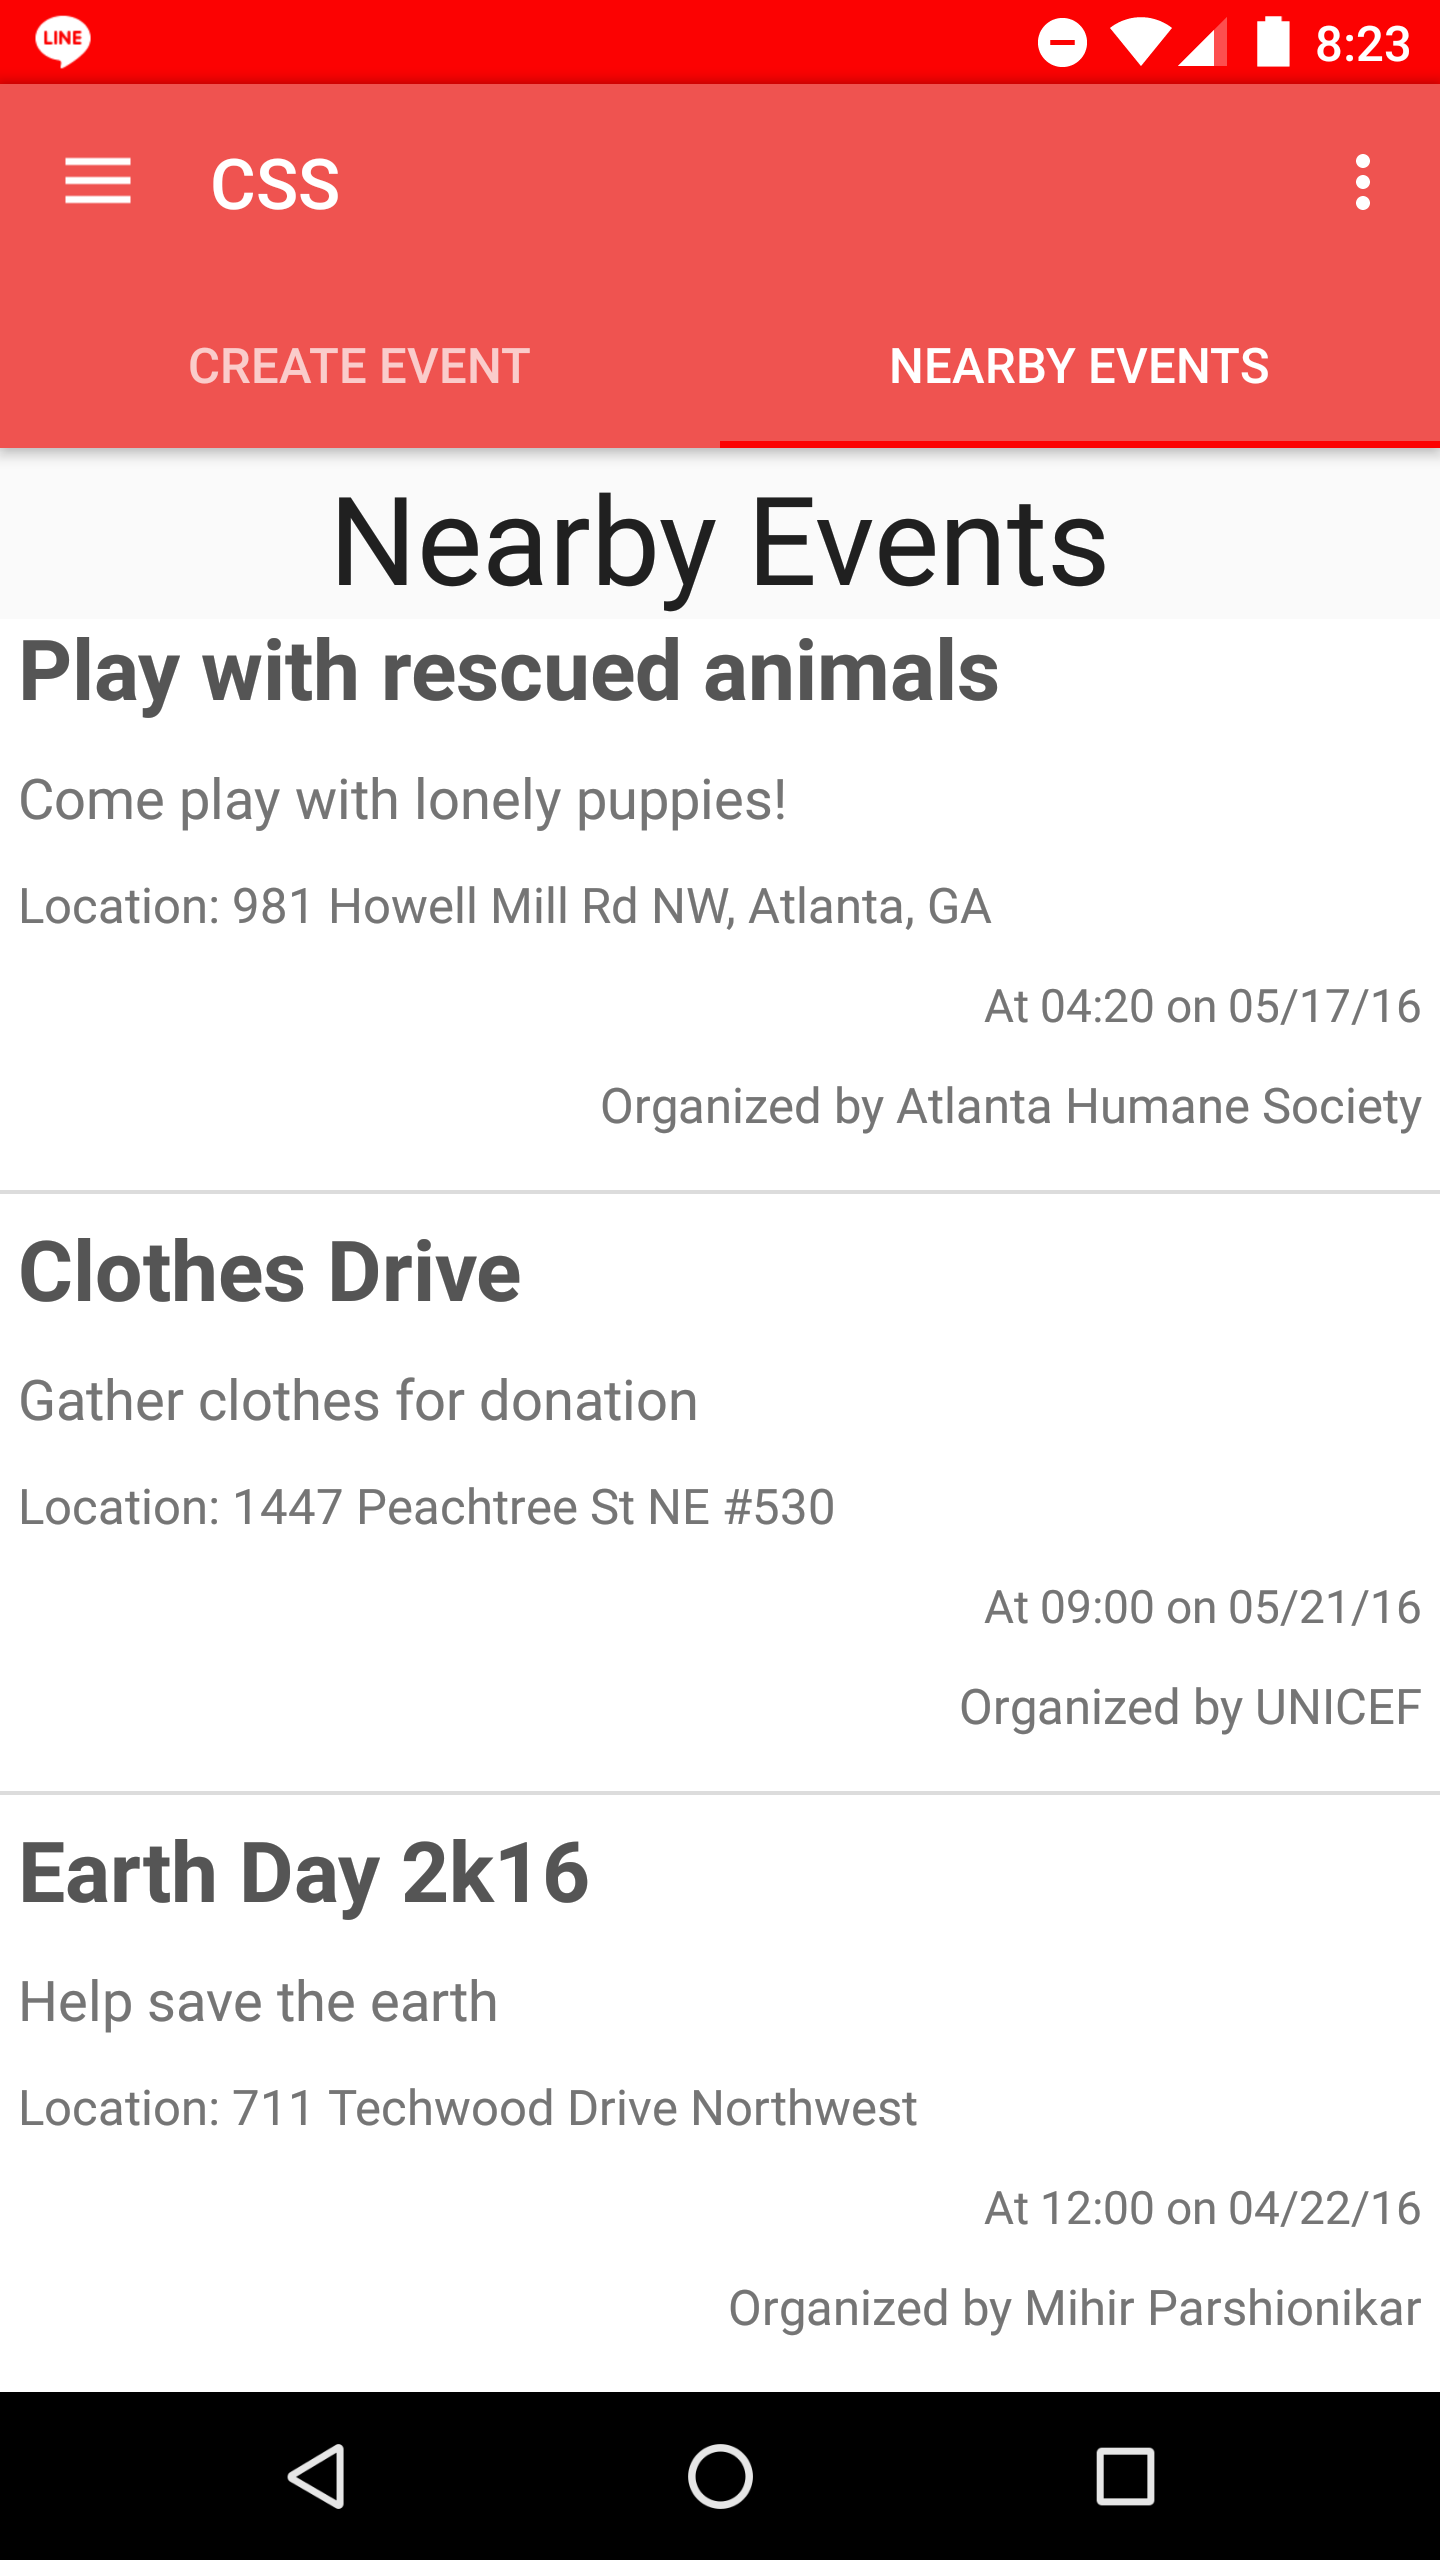 LINE
8:23
CSS
CREATE EVENT
NEARBY EVENTS
Nearby Events
Play with rescued animals
Come play with lonely puppies!
Location: 981 Howell Mill Rd NW, Atlanta, GA
At 04:20 on 05/17/16
Organized by Atlanta Humane Society
Clothes Drive
Gather clothes for donation
Location: 1447 Peachtree St NE #530
At 09:00 on 05/21/16
Organized by UNICEF
Earth Day 2k16
Help save the earth
Location: 711 Techwood Drive Northwest
At 12:00 on 04/22/16
Organized by Mihir Parshionikar